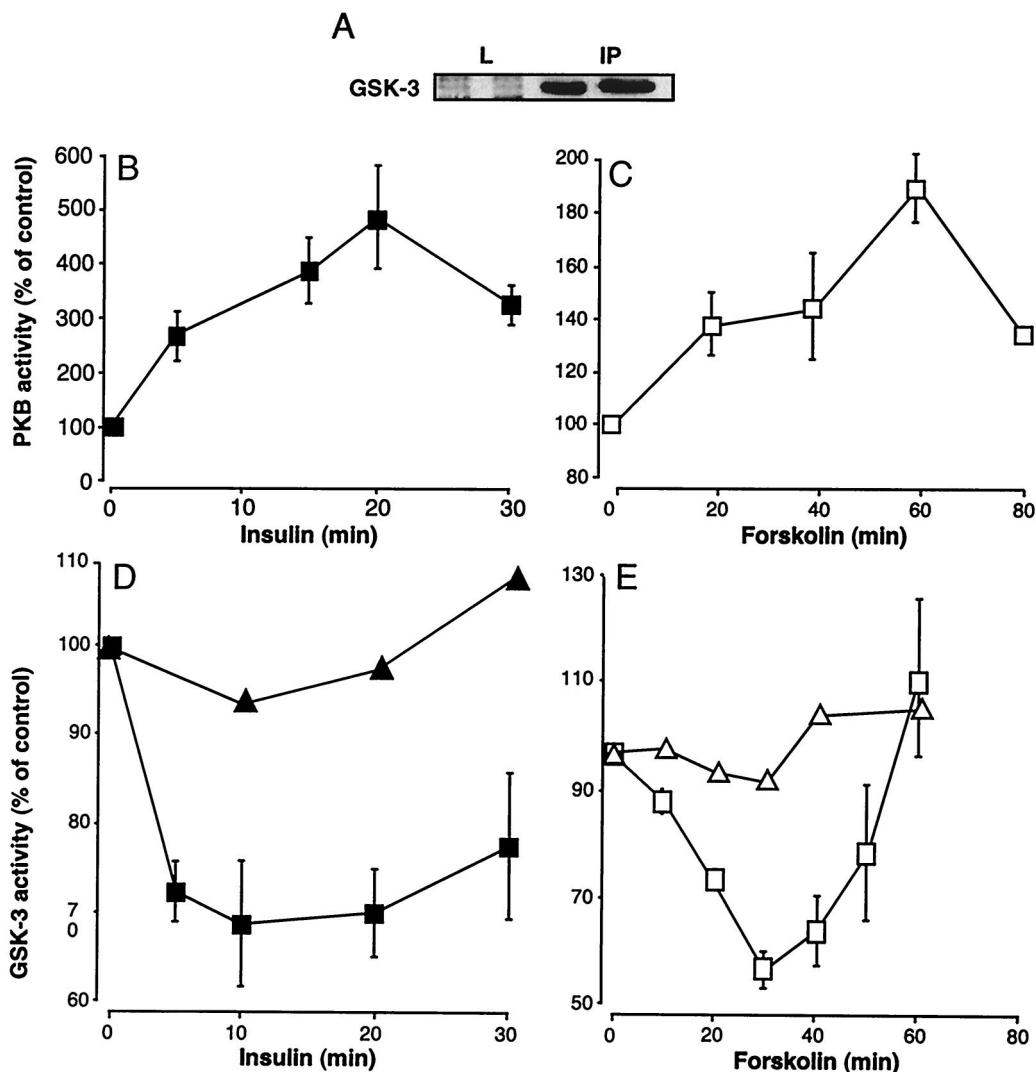 A
L IP
GSK-3
B
PKB activity (% of control)
600
500
400
300
200
100
0
0 10 20 30
Insulin (min)
C
200
180
160
140
120
100
80
0 20 40 60 80
Forskolin (min)
D
GSK-3 activity (% of control)
110
100
90
80
7
0
60
0 10 20 30
Insulin (min)
E
130
110
90
70
50
0 20 40 60 80
Forskolin (min)